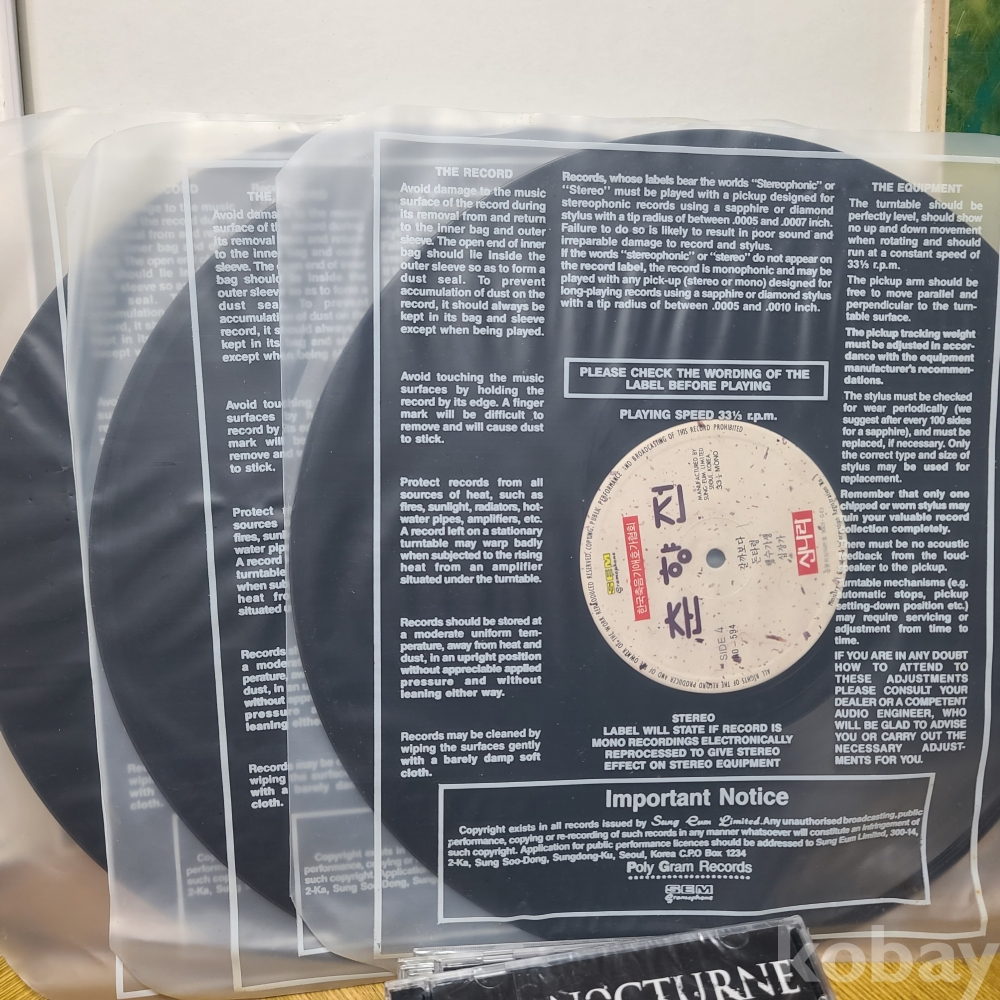 THE RECORD
Avoid damage to the music
surface of the record during
its removal from and return
to the inner bag and outer
sleeve. The open end of inner
bag should lie inside the
outer sleeve so as to form a
dust seal. To prevent
accumulation of dust on the
record, it should always be
kept in its bag and sleeve
except when being played.
Avoid touching the music
surfaces by holding the
record by its edge. A finger
mark will be difficult to
remove and will cause dust
to stick.
Protect records from all
sources of heat, such as
fires, sunlight, radiators, hot-
water pipes, amplifiers, etc.
A record left on a stationary
turntable may warp badly
when subjected to the rising
heat from an amplifier
situated under the turntable.
Records should be stored at
a moderate uniform tem-
perature, away from heat and
dust, in an upright position
without appreciable applied
pressure and without
leaning either way.
Records may be cleaned by
wiping the surfaces gently
with a barely damp soft
cloth.
Records, whose labels bear the worlds "Stereophonic" or
"Stereo" must be played with a pickup designed for
stereophonic records using a sapphire or diamond
stylus with a tip radius of between .0005 and .0007 inch.
Failure to do so is likely to result in poor sound and
irreparable damage to record and stylus.
If the words "stereophonic" or "stereo" do not appear on
the record label, the record is monophonic and may be
played with any pick-up (stereo or mono) designed for
long-playing records using a sapphire or diamond stylus
with a tip radius of between .0005 and .0010 inch.
PLEASE CHECK THE WORDING OF THE
LABEL BEFORE PLAYING
PLAYING SPEED 33⅓ r.p.m.
SEM
Gramophone
한국축음기애호가협회
춘향전
MANUFACTURED BY
SUNG EUM LIMITED
SEOUL, KOREA
33⅓ MONO
SIDE 4
신나라
STEREO
LABEL WILL STATE IF RECORD IS
MONO RECORDINGS ELECTRONICALLY
REPROCESSED TO GIVE STEREO
EFFECT ON STEREO EQUIPMENT
THE EQUIPMENT
The turntable should be
perfectly level, should show
no up and down movement
when rotating and should
run at a constant speed of
33⅓ r.p.m.
The pickup arm should be
free to move parallel and
perpendicular to the turn-
table surface.
The pickup tracking weight
must be adjusted in accor-
dance with the equipment
manufacturer's recommen-
dations.
The stylus must be checked
for wear periodically (we
suggest after every 100 sides
for a sapphire), and must be
replaced, if necessary. Only
the correct type and size of
stylus may be used for
replacement.
Remember that only one
chipped or worn stylus may
ruin your valuable record
collection completely.
There must be no acoustic
feedback from the loud-
speaker to the pickup.
Turntable mechanisms (e.g.
automatic stops, pickup
setting-down position etc.)
may require servicing or
adjustment from time to
time.
IF YOU ARE IN ANY DOUBT
HOW TO ATTEND TO
THESE ADJUSTMENTS
PLEASE CONSULT YOUR
DEALER OR A COMPETENT
AUDIO ENGINEER, WHO
WILL BE GLAD TO ADVISE
YOU OR CARRY OUT THE
NECESSARY ADJUST-
MENTS FOR YOU.
Important Notice
Copyright exists in all records issued by Sung Eum Limited. Any unauthorised broadcasting, public
performance, copying or re-recording of such records in any manner whatsoever will constitute an infringement of
such copyright. Application for public performance licences should be addressed to Sung Eum Limited, 300-14,
2-Ka, Sung Soo-Dong, Sungdong-Ku, Seoul, Korea C.P.O Box 1234
Poly Gram Records
SEM
Gramophone
NOCTURNE
kobay